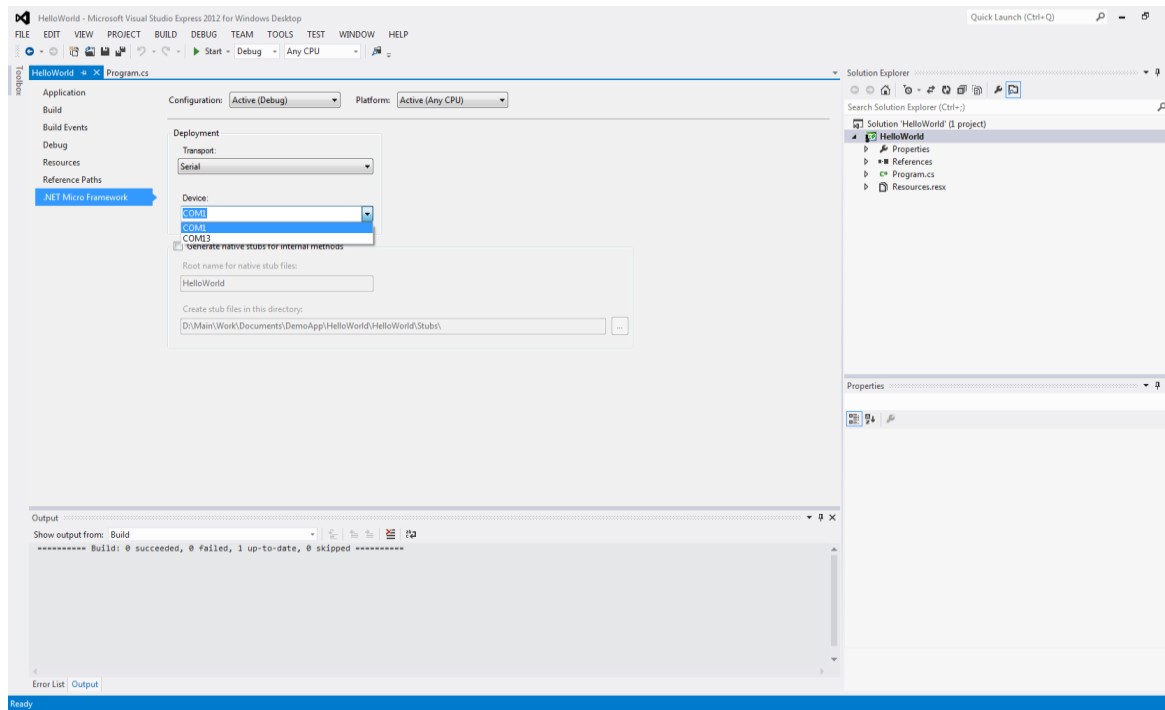 HelloWorld - Microsoft Visual Studio Express 2012 for Windows Desktop
Quick Launch (Ctrl+Q)
FILE EDIT VIEW PROJECT BUILD DEBUG TEAM TOOLS TEST WINDOW HELP
Start Debug Any CPU
Toolbox
HelloWorld Program.cs
Application
Build
Build Events
Debug
Resources
Reference Paths
.NET Micro Framework
Configuration: Active (Debug) Platform: Active (Any CPU)
Deployment
Transport:
Serial
Device:
COM1
COM1
COM13
Generate native stubs for internal methods
Root name for native stub files:
HelloWorld
Create stub files in this directory:
D:\Main\Work\Documents\DemoApp\HelloWorld\HelloWorld\Stubs\
...
Solution Explorer
Search Solution Explorer (Ctrl+;)
Solution 'HelloWorld' (1 project)
HelloWorld
Properties
References
C# Program.cs
Resources.resx
Properties
Output
Show output from: Build
========== Build: 0 succeeded, 0 failed, 1 up-to-date, 0 skipped ==========
Error List Output
Ready